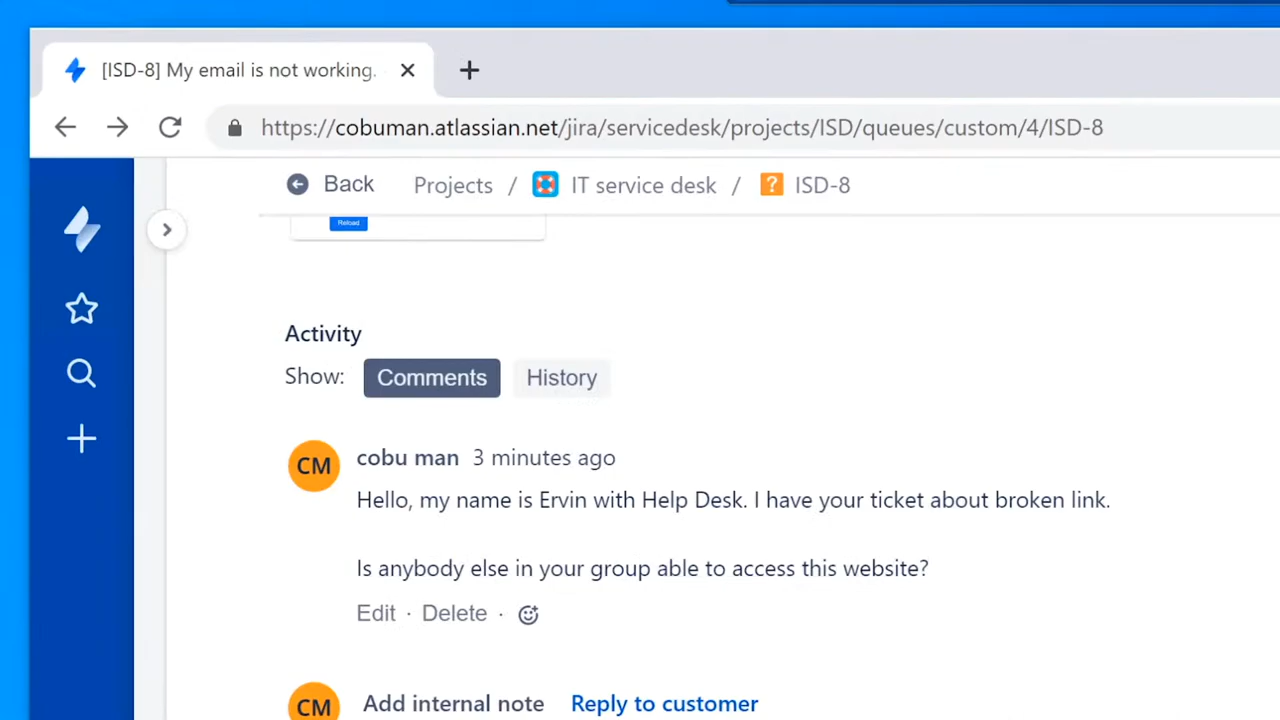 [ISD-8] My email is not working.
https://cobuman.atlassian.net/jira/servicedesk/projects/ISD/queues/custom/4/ISD-8
Back Projects / IT service desk / ? ISD-8
Reload
Activity
Show: Comments History
CM cobu man 3 minutes ago
Hello, my name is Ervin with Help Desk. I have your ticket about broken link.
Is anybody else in your group able to access this website?
Edit · Delete ·
CM Add internal note Reply to customer